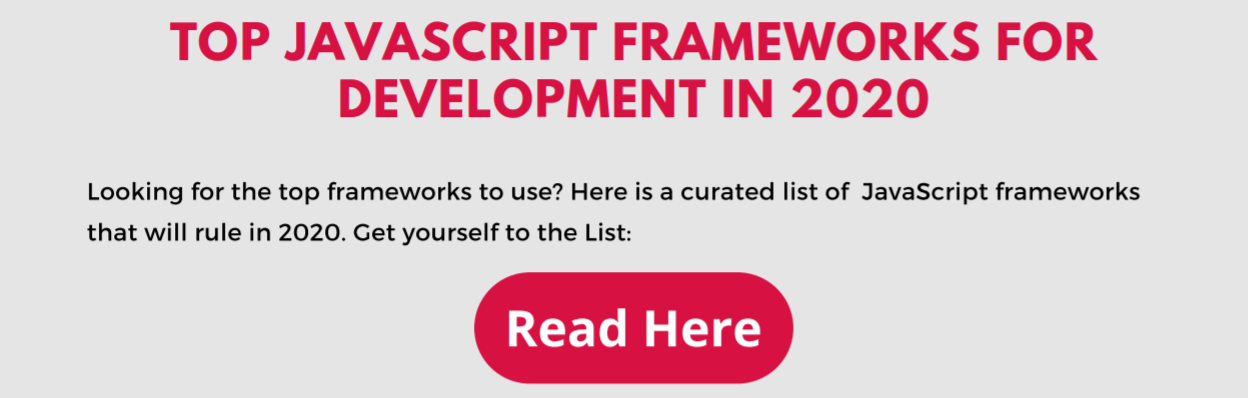 TOP JAVASCRIPT FRAMEWORKS FOR
DEVELOPMENT IN 2020
Looking for the top frameworks to use? Here is a curated list of  JavaScript frameworks
that will rule in 2020. Get yourself to the List:
Read Here